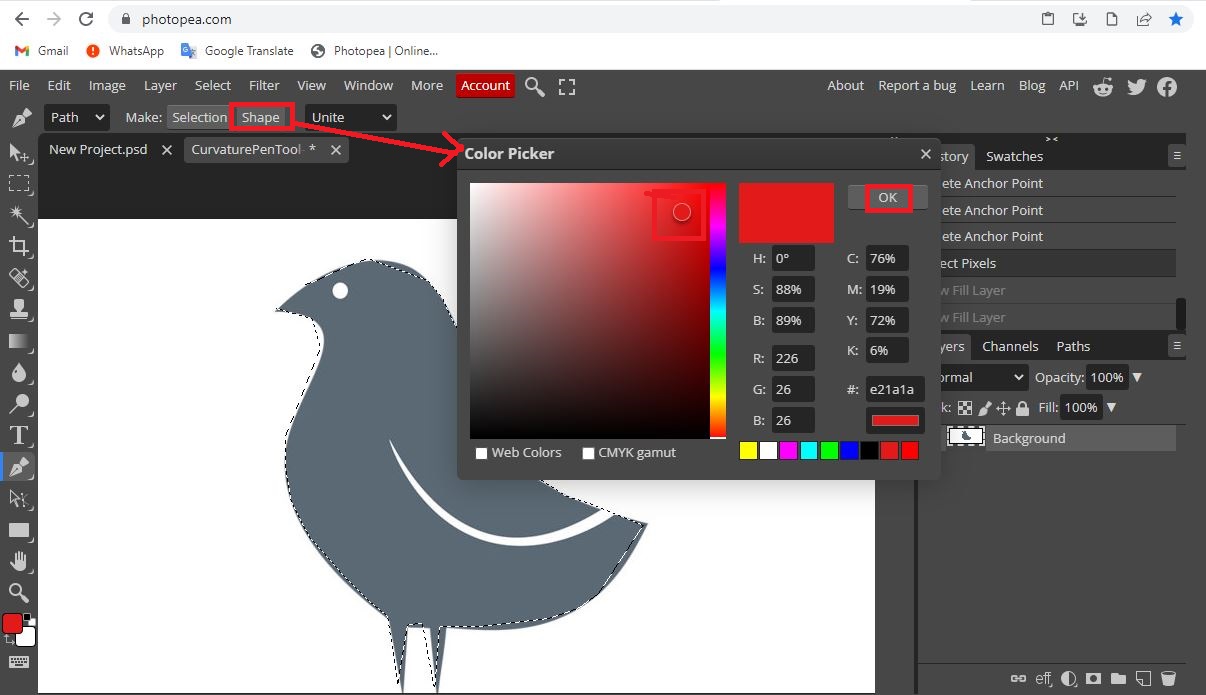 photopea.com
Gmail WhatsApp Google Translate Photopea | Online...
File Edit Image Layer Select Filter View Window More Account About Report a bug Learn Blog API
Path Make: Selection Shape Unite
New Project.psd CurvaturePenTool- *
Color Picker
OK
story Swatches
ete Anchor Point
ete Anchor Point
ete Anchor Point
ect Pixels
w Fill Layer
w Fill Layer
H: 0° C: 76%
S: 88% M: 19%
B: 89% Y: 72%
K: 6%
R: 226
G: 26 #: e21a1a
B: 26
Web Colors CMYK gamut
yers Channels Paths
rmal Opacity: 100%
k: Fill: 100%
Background
T
eff